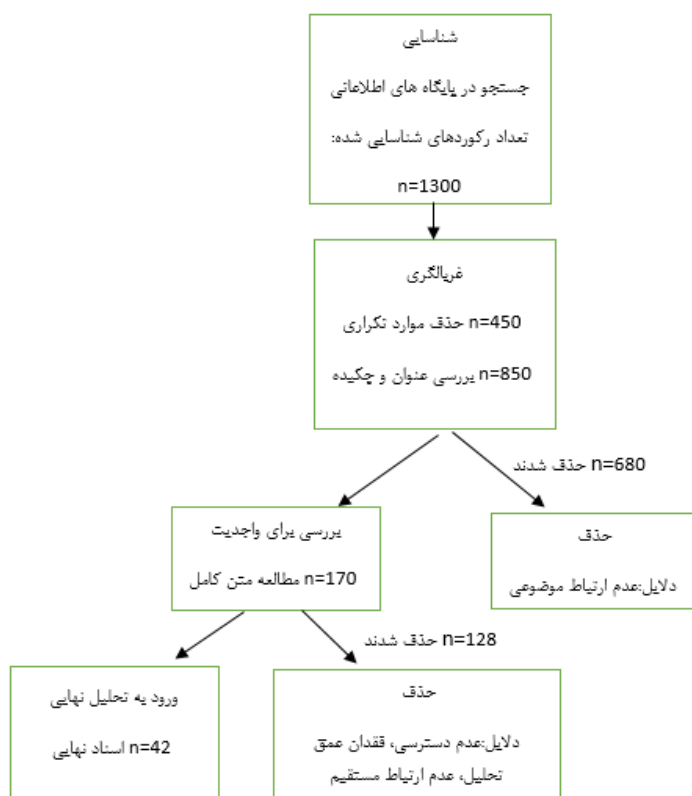 شناسایی
جستجو در پایگاه های اطلاعاتی
تعداد رکوردهای شناسایی شده:
n=1300
غربالگری
n=450 حذف موارد تکراری
n=850 بررسی عنوان و چکیده
n=680 حذف شدند
بررسی برای واجدیت
n=170 مطالعه متن کامل
حذف
دلایل:عدم ارتباط موضوعی
n=128 حذف شدند
ورود به تحلیل نهایی
n=42 اسناد نهایی
حذف
دلایل:عدم دسترسی، فقدان عمق
تحلیل، عدم ارتباط مستقیم